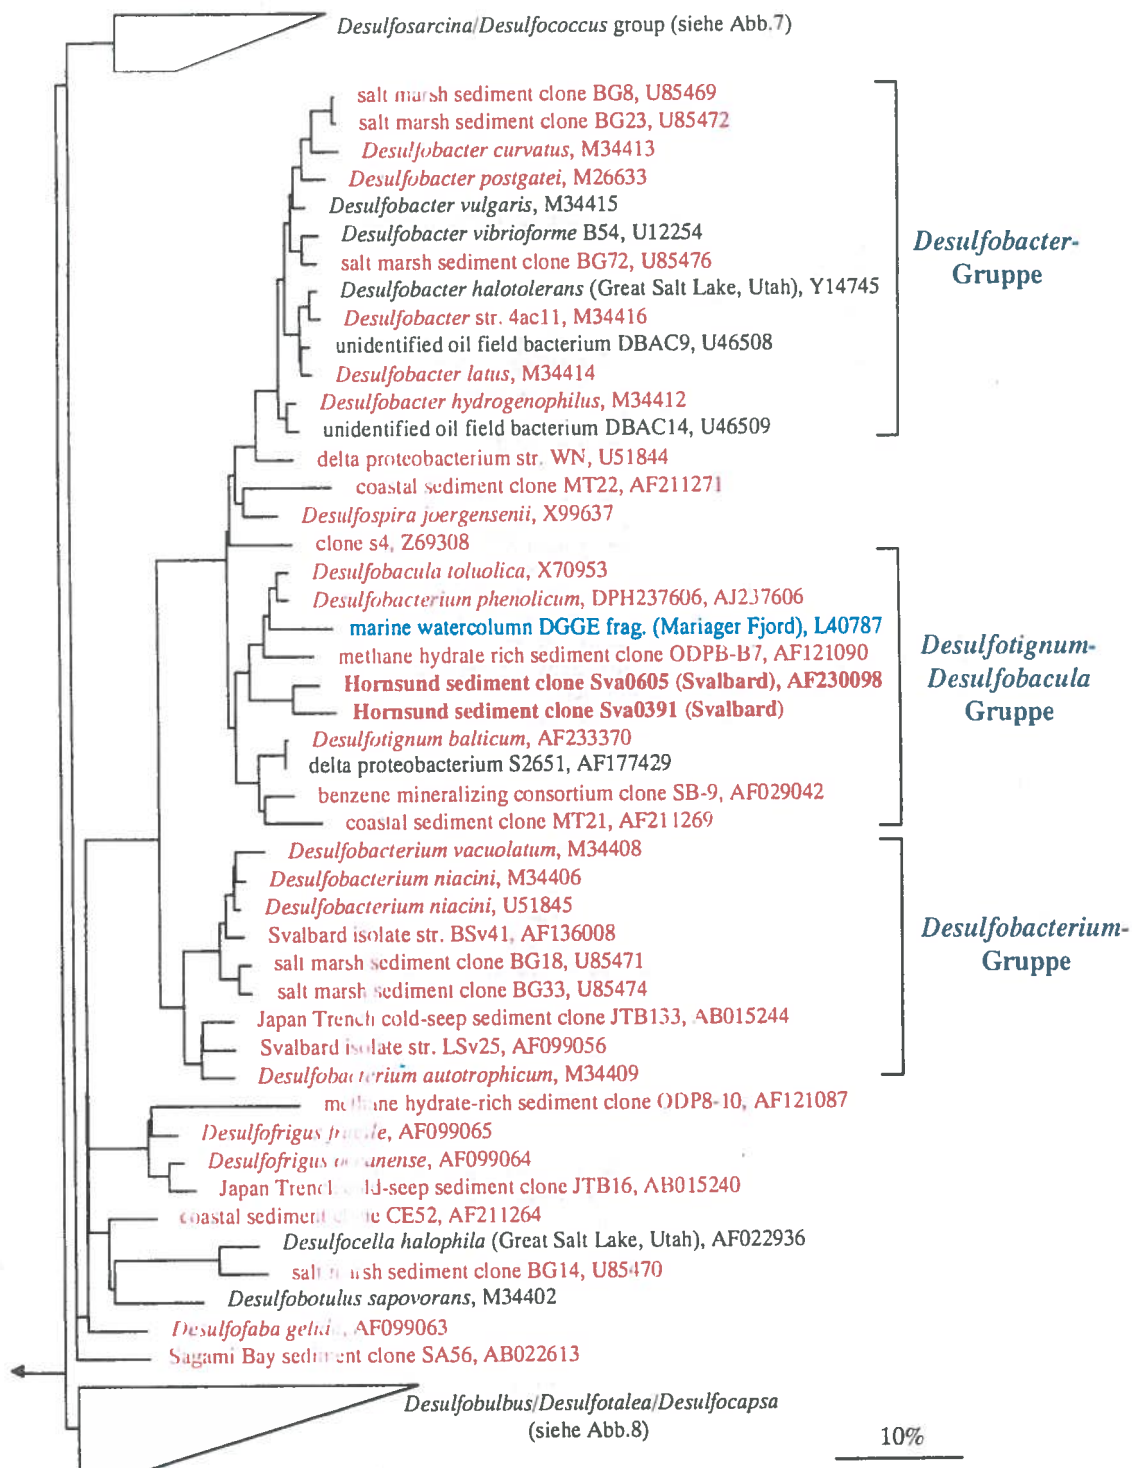 Desulfosarcina/Desulfococcus group (siehe Abb.7)
salt marsh sediment clone BG8, U85469
salt marsh sediment clone BG23, U85472
Desulfobacter curvatus, M34413
Desulfobacter postgatei, M26633
Desulfobacter vulgaris, M34415
Desulfobacter vibrioforme B54, U12254
salt marsh sediment clone BG72, U85476
Desulfobacter halotolerans (Great Salt Lake, Utah), Y14745
Desulfobacter str. 4ac11, M34416
unidentified oil field bacterium DBAC9, U46508
Desulfobacter latus, M34414
Desulfobacter hydrogenophilus, M34412
unidentified oil field bacterium DBAC14, U46509
Desulfobacter-
Gruppe
delta proteobacterium str. WN, U51844
coastal sediment clone MT22, AF211271
Desulfospira joergensenii, X99637
clone s4, Z69308
Desulfobacula toluolica, X70953
Desulfobacterium phenolicum, DPH237606, AJ237606
marine watercolumn DGGE frag. (Mariager Fjord), L40787
methane hydrate rich sediment clone ODPB-B7, AF121090
Hornsund sediment clone Sva0605 (Svalbard), AF230098
Hornsund sediment clone Sva0391 (Svalbard)
Desulfotignum balticum, AF233370
delta proteobacterium S2651, AF177429
benzene mineralizing consortium clone SB-9, AF029042
coastal sediment clone MT21, AF211269
Desulfotignum-
Desulfobacula
Gruppe
Desulfobacterium vacuolatum, M34408
Desulfobacterium niacini, M34406
Desulfobacterium niacini, U51845
Svalbard isolate str. BSv41, AF136008
salt marsh sediment clone BG18, U85471
salt marsh sediment clone BG33, U85474
Japan Trench cold-seep sediment clone JTB133, AB015244
Svalbard isolate str. LSv25, AF099056
Desulfobacterium autotrophicum, M34409
Desulfobacterium-
Gruppe
methane hydrate-rich sediment clone ODP8-10, AF121087
Desulfofrigus , AF099065
Desulfofrigus oceanense, AF099064
Japan Trench cold-seep sediment clone JTB16, AB015240
coastal sediment clone CE52, AF211264
Desulfocella halophila (Great Salt Lake, Utah), AF022936
salt marsh sediment clone BG14, U85470
Desulfobotulus sapovorans, M34402
Desulfofaba gelida, AF099063
Sagami Bay sediment clone SA56, AB022613
Desulfobulbus/Desulfotalea/Desulfocapsa
(siehe Abb.8)
10%